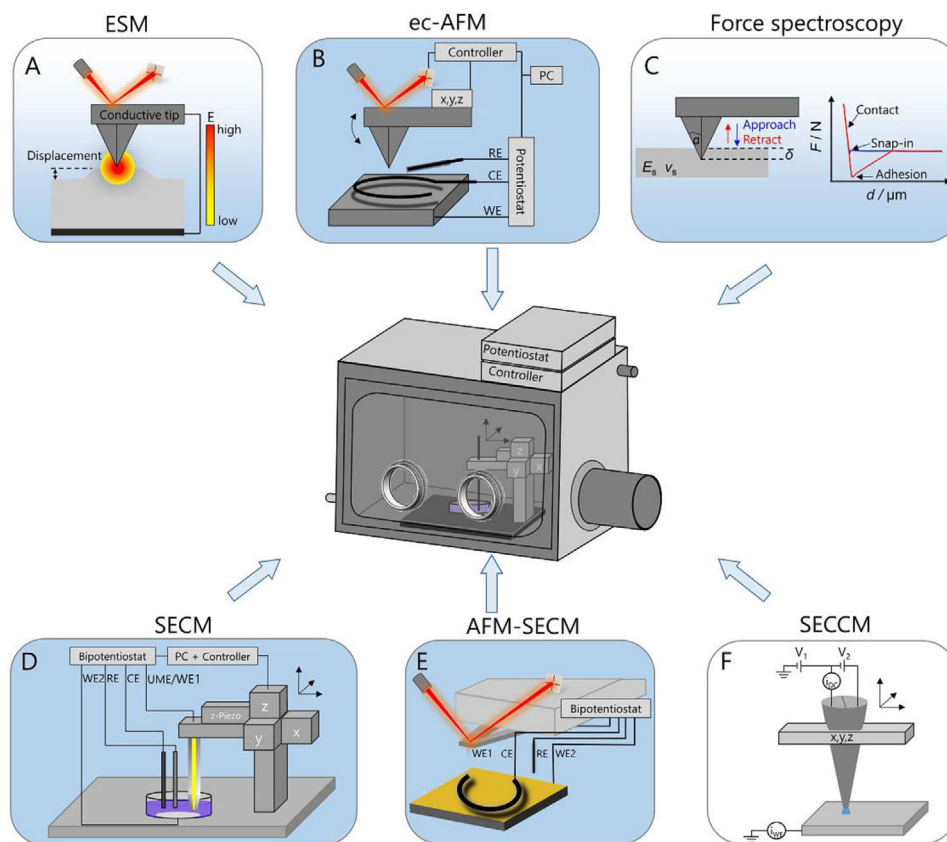 ESM
ec-AFM
Force spectroscopy
A
E
high
Conductive tip
Displacement
low
B
Controller
PC
x,y,z
RE
CE
WE
Potentiostat
C
α
Approach
Retract
δ
Es vs
F / N
Contact
Snap-in
Adhesion
d / µm
Potentiostat
Controller
z
y
x
SECM
AFM-SECM
SECCM
D
Bipotentiostat
PC + Controller
WE2
RE
CE
UME/WE1
z-Piezo
z
y
x
E
Bipotentiostat
WE1
CE
RE
WE2
F
V1
V2
iDC
x,y,z
iWE